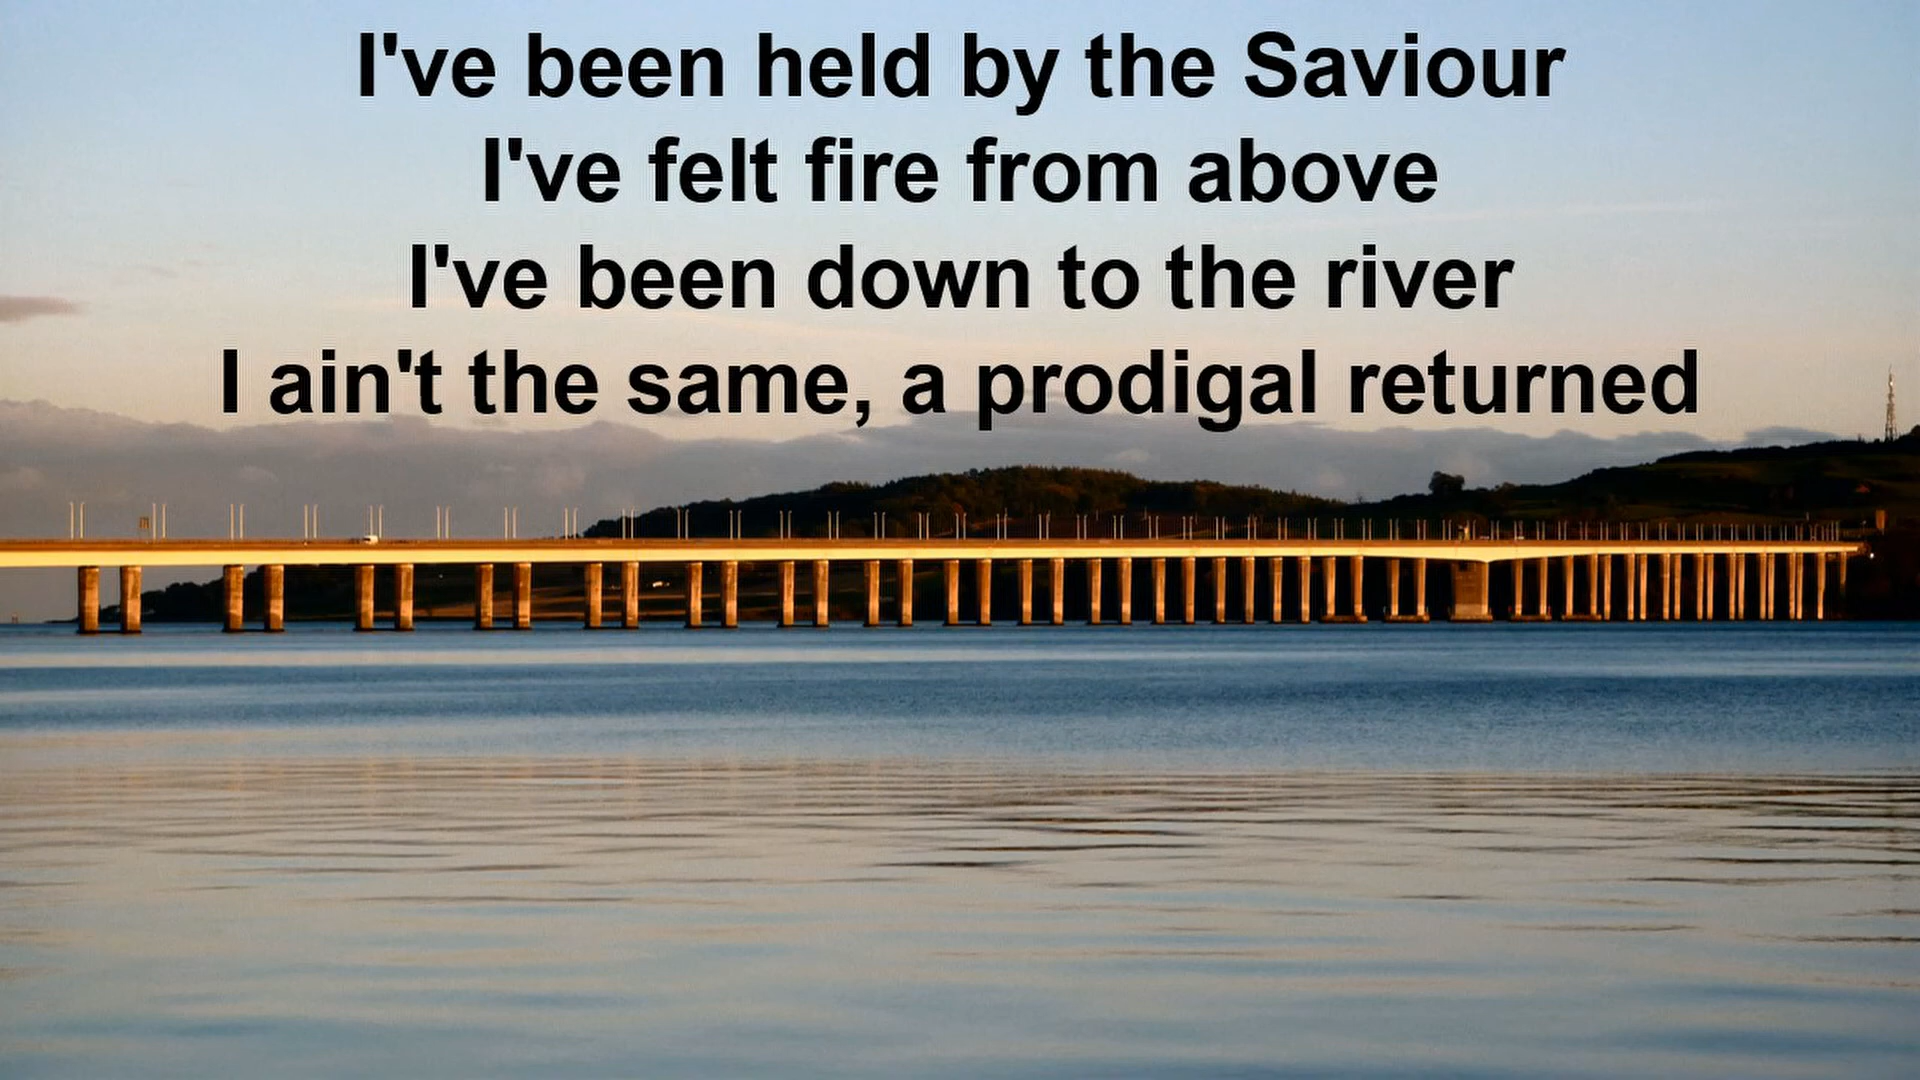 I've been held by the Saviour
I've felt fire from above
I've been down to the river
I ain't the same, a prodigal returned